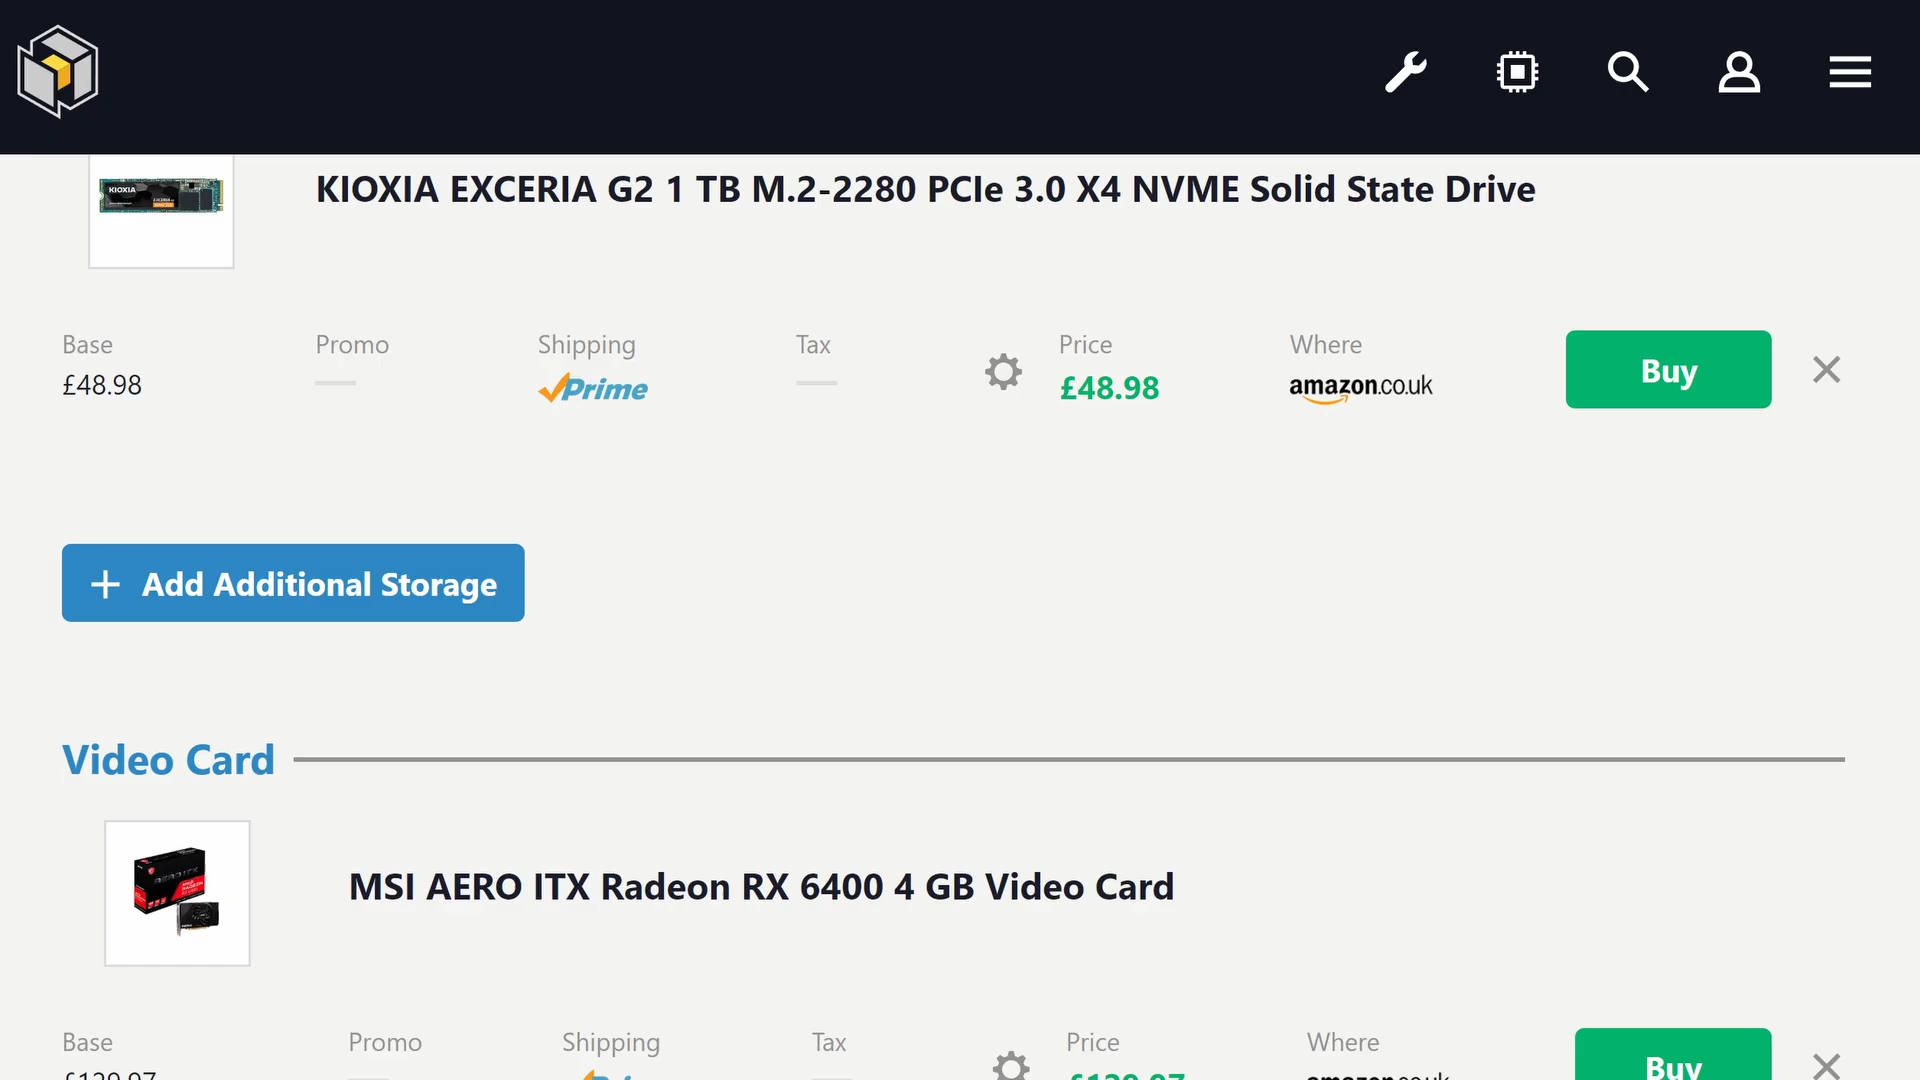 KIOXIA
KIOXIA EXCERIA G2 1 TB M.2-2280 PCIe 3.0 X4 NVME Solid State Drive
Base Promo Shipping Tax Price Where
£48.98 Prime £48.98 amazon.co.uk Buy
Add Additional Storage
Video Card
MSI AERO ITX Radeon RX 6400 4 GB Video Card
Base Promo Shipping Tax Price Where
Buy